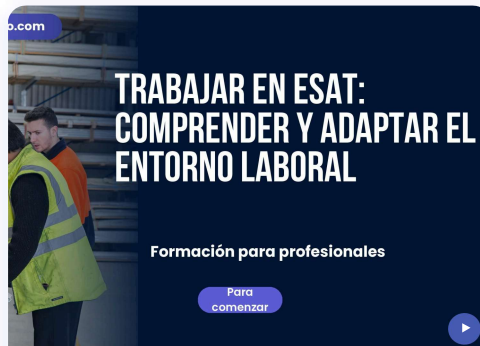 o.com
TRABAJAR EN ESAT:
COMPRENDER Y ADAPTAR EL
ENTORNO LABORAL
Formación para profesionales
Para
comenzar